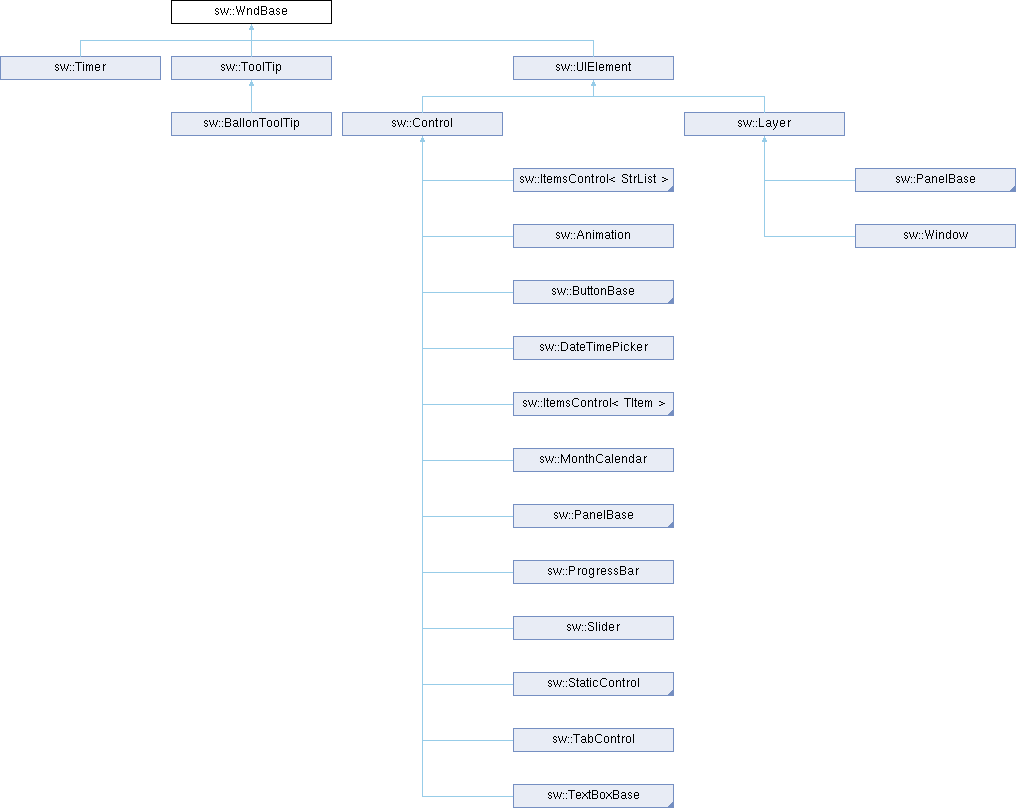 sw::WndBase
sw::Timer
sw::ToolTip
sw::UIElement
sw::BallonToolTip
sw::Control
sw::Layer
sw::ItemsControl< StrList >
sw::PanelBase
sw::Animation
sw::Window
sw::ButtonBase
sw::DateTimePicker
sw::ItemsControl< TItem >
sw::MonthCalendar
sw::PanelBase
sw::ProgressBar
sw::Slider
sw::StaticControl
sw::TabControl
sw::TextBoxBase